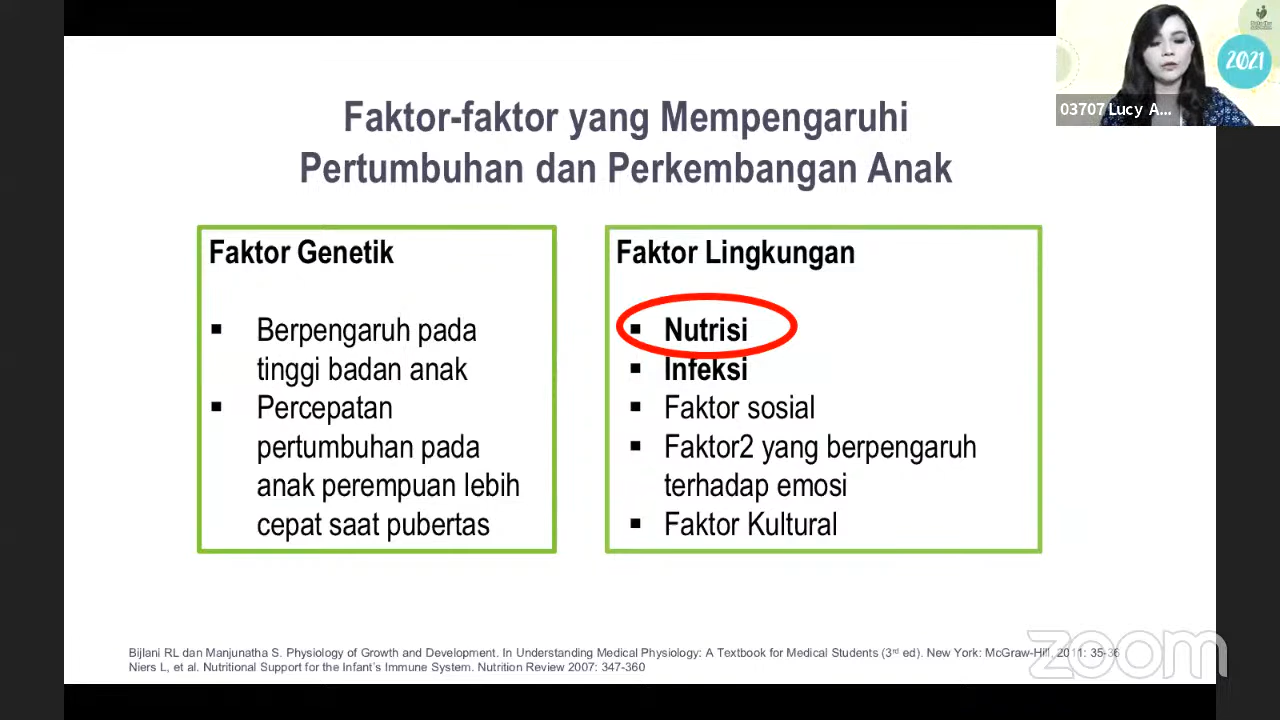 2021
03707 Lucy A...
Faktor-faktor yang Mempengaruhi
Pertumbuhan dan Perkembangan Anak
Faktor Genetik
▪ Berpengaruh pada
tinggi badan anak
▪ Percepatan
pertumbuhan pada
anak perempuan lebih
cepat saat pubertas
Faktor Lingkungan
▪ Nutrisi
▪ Infeksi
▪ Faktor sosial
▪ Faktor2 yang berpengaruh
terhadap emosi
▪ Faktor Kultural
Bijlani RL dan Manjunatha S. Physiology of Growth and Development. In Understanding Medical Physiology: A Textbook for Medical Students (3rd ed). New York: McGraw-Hill, 2011: 35-36
Niers L, et al. Nutritional Support for the Infant's Immune System. Nutrition Review 2007: 347-360
zoom